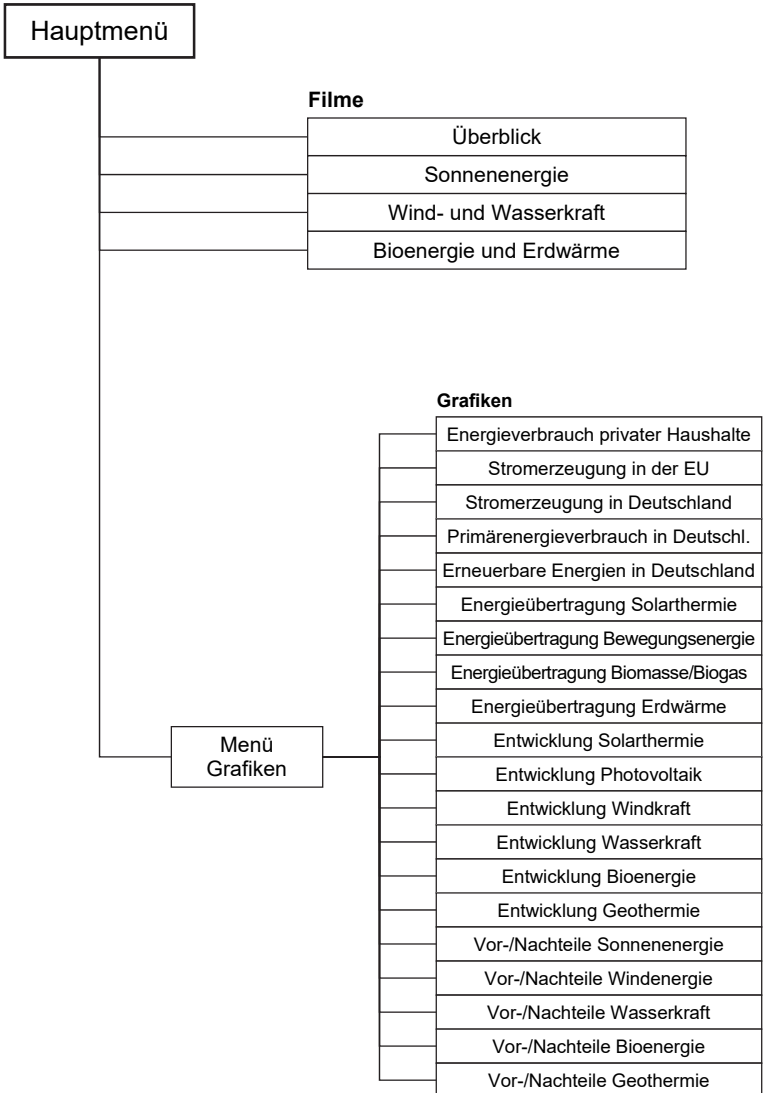 Hauptmenü
Filme
Überblick
Sonnenenergie
Wind- und Wasserkraft
Bioenergie und Erdwärme
Grafiken
Energieverbrauch privater Haushalte
Stromerzeugung in der EU
Stromerzeugung in Deutschland
Primärenergieverbrauch in Deutschl.
Erneuerbare Energien in Deutschland
Energieübertragung Solarthermie
Energieübertragung Bewegungsenergie
Energieübertragung Biomasse/Biogas
Energieübertragung Erdwärme
Menü
Grafiken
Entwicklung Solarthermie
Entwicklung Photovoltaik
Entwicklung Windkraft
Entwicklung Wasserkraft
Entwicklung Bioenergie
Entwicklung Geothermie
Vor-/Nachteile Sonnenenergie
Vor-/Nachteile Windenergie
Vor-/Nachteile Wasserkraft
Vor-/Nachteile Bioenergie
Vor-/Nachteile Geothermie